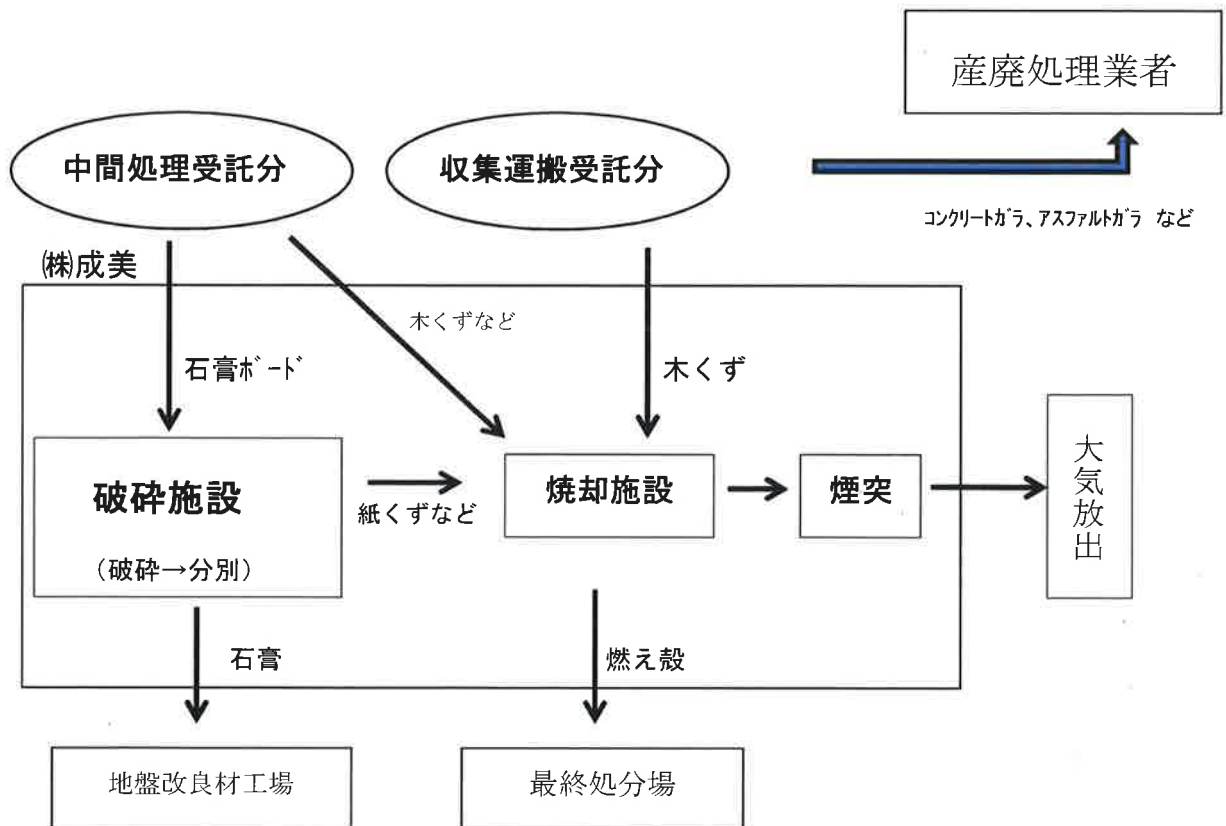 産廃処理業者
中間処理受託分
収集運搬受託分
コンクリートガラ、アスファルトガラ など
㈱成美
木くずなど
石膏ボード
木くず
破砕施設
(破砕→分別)
紙くずなど
焼却施設
煙突
大気放出
石膏
燃え殻
地盤改良材工場
最終処分場